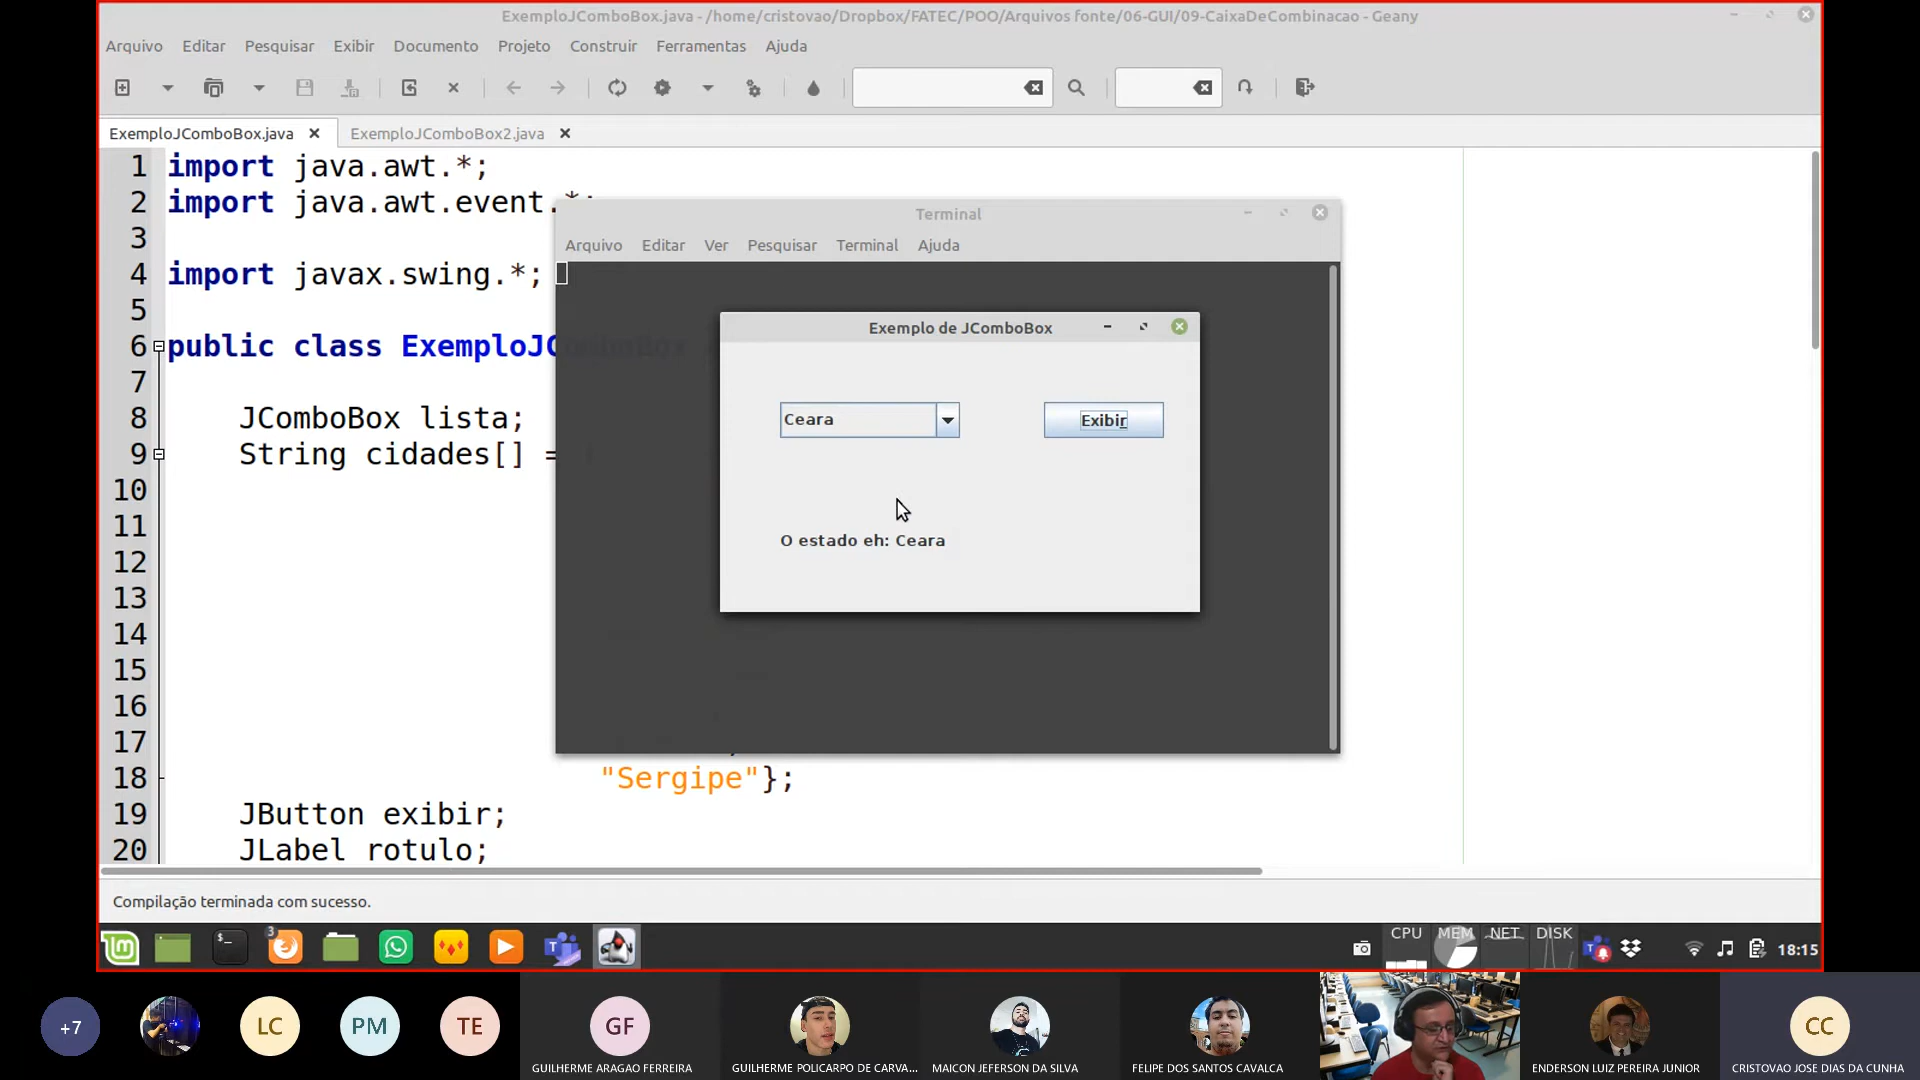 ExemploJComboBox.java - /home/cristovao/Dropbox/FATEC/POO/Arquivos fonte/06-GUI/09-CaixaDeCombinacao - Geany
Arquivo Editar Pesquisar Exibir Documento Projeto Construir Ferramentas Ajuda
ExemploJComboBox.java ExemploJComboBox2.java
1 import java.awt.*;
2 import java.awt.event.*;
3
4 import javax.swing.*;
5
6 public class ExemploJComboBox
7
8 JComboBox lista;
9 String cidades[] =
10
11
12
13
14
15
16
17
18 "Sergipe"};
19 JButton exibir;
20 JLabel rotulo;
Terminal
Arquivo Editar Ver Pesquisar Terminal Ajuda
Exemplo de JComboBox
Ceara
Exibir
O estado eh: Ceara
Compilação terminada com sucesso.
3
CPU MEM NET DISK
18:15
+7
LC
PM
TE
GF
GUILHERME ARAGAO FERREIRA
GUILHERME POLICARPO DE CARVA...
MAICON JEFERSON DA SILVA
FELIPE DOS SANTOS CAVALCA
ENDERSON LUIZ PEREIRA JUNIOR
CC
CRISTOVAO JOSE DIAS DA CUNHA